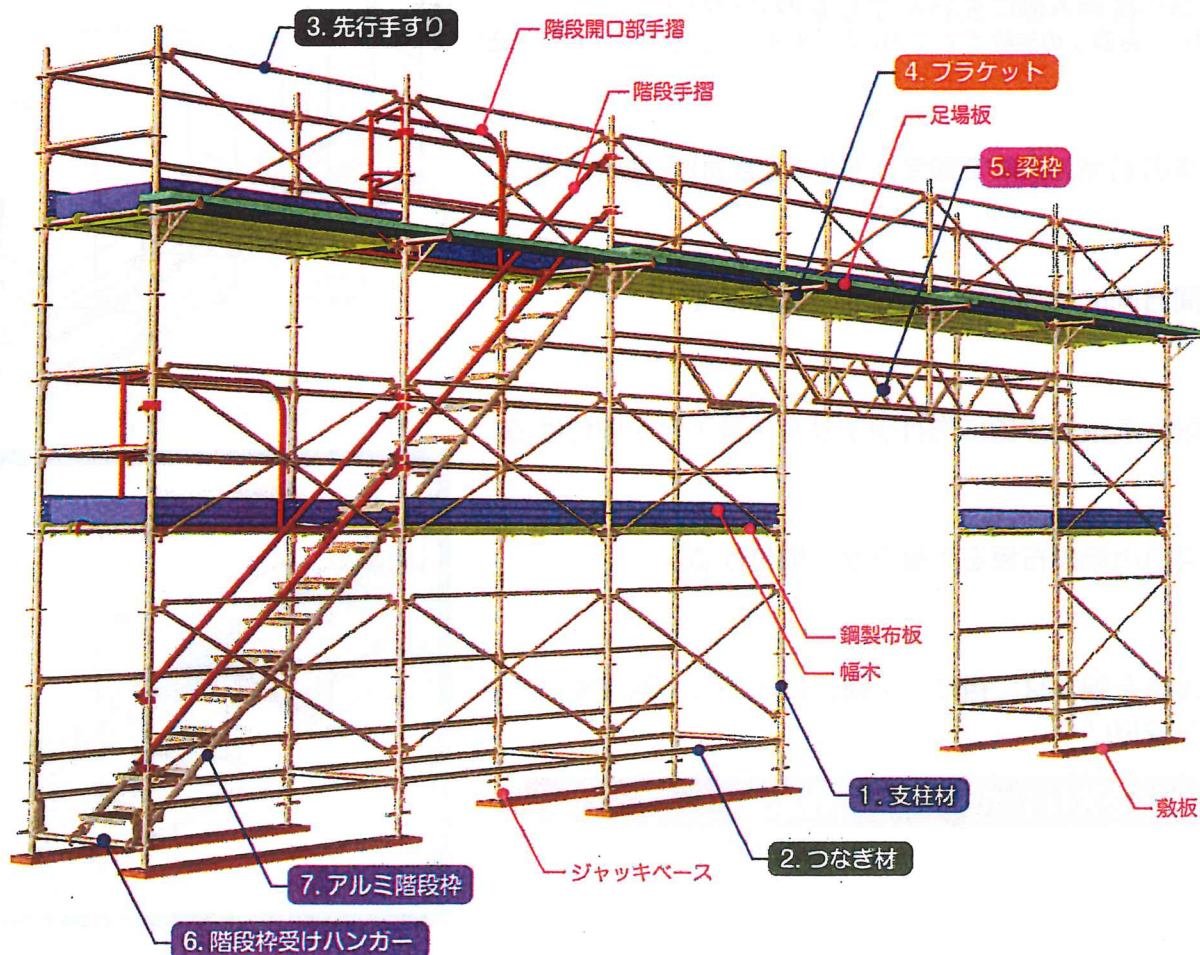 3. 先行手すり
階段開口部手摺
4. ブラケット
階段手摺
足場板
5. 梁枠
鋼製布板
幅木
1. 支柱材
敷板
2. つなぎ材
ジャッキベース
7. アルミ階段枠
6. 階段枠受けハンガー